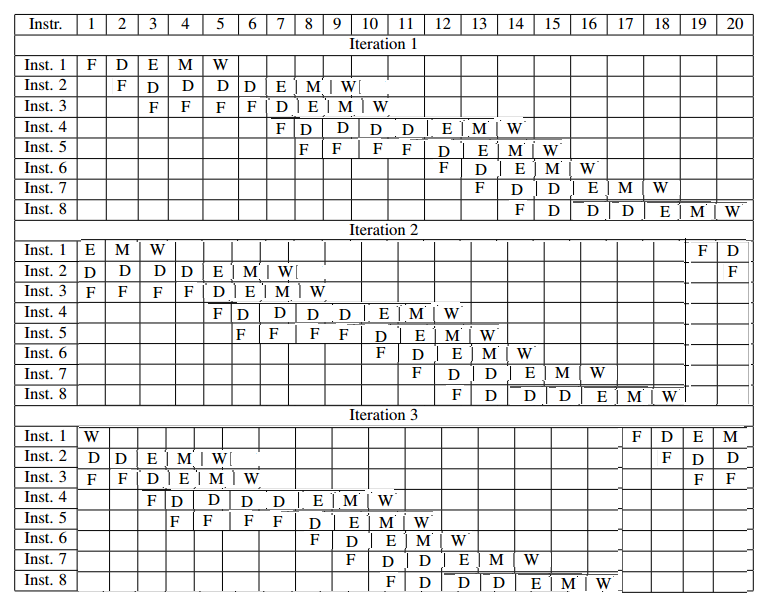 Instr. 1 2 3 4 5 6 7 8 9 10 11 12 13 14 15 16 17 18 19 20
Iteration 1
Inst. 1 F D E M W
Inst. 2 F D D D D E M W
Inst. 3 F F F F D E M W
Inst. 4 F D D D D E M W
Inst. 5 F F F F D E M W
Inst. 6 F D E M W
Inst. 7 F D D E M W
Inst. 8 F D D D E M W
Iteration 2
Inst. 1 E M W F D
Inst. 2 D D D D E M W F
Inst. 3 F F F F D E M W
Inst. 4 F D D D D E M W
Inst. 5 F F F F D E M W
Inst. 6 F D E M W
Inst. 7 F D D E M W
Inst. 8 F D D D E M W
Iteration 3
Inst. 1 W F D E M
Inst. 2 D D E M W F D D
Inst. 3 F F D E M W F F
Inst. 4 F D D D D E M W
Inst. 5 F F F F D E M W
Inst. 6 F D E M W
Inst. 7 F D D E M W
Inst. 8 F D D D E M W